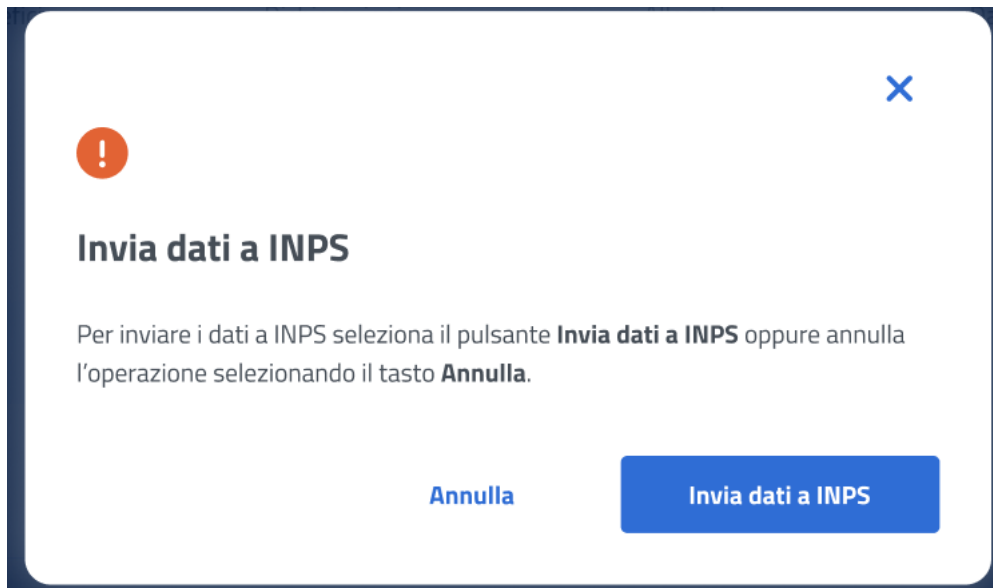 Invia dati a INPS
Per inviare i dati a INPS seleziona il pulsante Invia dati a INPS oppure annulla
l'operazione selezionando il tasto Annulla.
Annulla
Invia dati a INPS